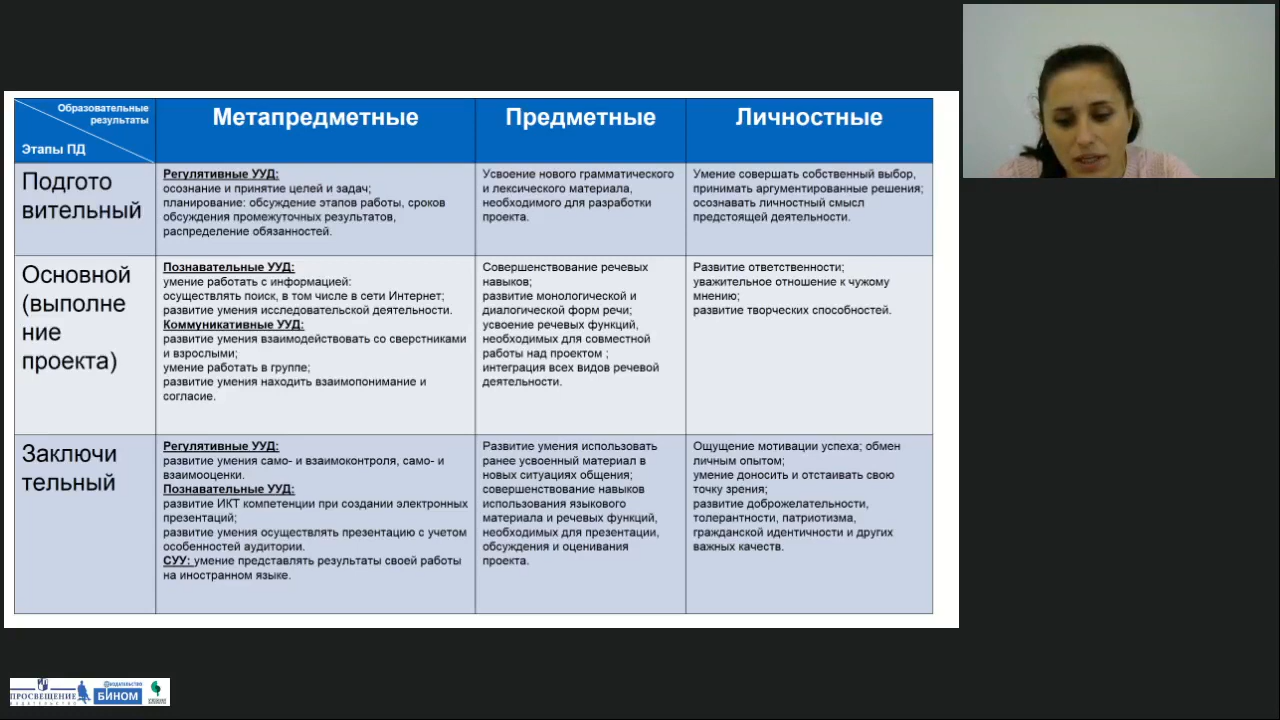 Образовательные
результаты
Этапы ПД
Метапредметные
Предметные
Личностные
Подгото
вительный
Регулятивные УУД:
осознание и принятие целей и задач;
планирование: обсуждение этапов работы, сроков
обсуждения промежуточных результатов,
распределение обязанностей.
Усвоение нового грамматического
и лексического материала,
необходимого для разработки
проекта.
Умение совершать собственный выбор,
принимать аргументированные решения;
осознавать личностный смысл
предстоящей деятельности.
Основной
(выполне
ние
проекта)
Познавательные УУД:
умение работать с информацией:
осуществлять поиск, в том числе в сети Интернет;
развитие умения исследовательской деятельности.
Коммуникативные УУД:
развитие умения взаимодействовать со сверстниками
и взрослыми;
умение работать в группе;
развитие умения находить взаимопонимание и
согласие.
Совершенствование речевых
навыков;
развитие монологической и
диалогической форм речи;
усвоение речевых функций,
необходимых для совместной
работы над проектом ;
интеграция всех видов речевой
деятельности.
Развитие ответственности;
уважительное отношение к чужому
мнению;
развитие творческих способностей.
Заключи
тельный
Регулятивные УУД:
развитие умения само- и взаимоконтроля, само- и
взаимооценки.
Познавательные УУД:
развитие ИКТ компетенции при создании электронных
презентаций;
развитие умения осуществлять презентацию с учетом
особенностей аудитории.
СУУ: умение представлять результаты своей работы
на иностранном языке.
Развитие умения использовать
ранее усвоенный материал в
новых ситуациях общения;
совершенствование навыков
использования языкового
материала и речевых функций,
необходимых для презентации,
обсуждения и оценивания
проекта.
Ощущение мотивации успеха; обмен
личным опытом;
умение доносить и отстаивать свою
точку зрения;
развитие доброжелательности,
толерантности, патриотизма,
гражданской идентичности и других
важных качеств.
ПРОСВЕЩЕНИЕ
ИЗДАТЕЛЬСТВО
ИЗДАТЕЛЬСТВО
БИНОМ